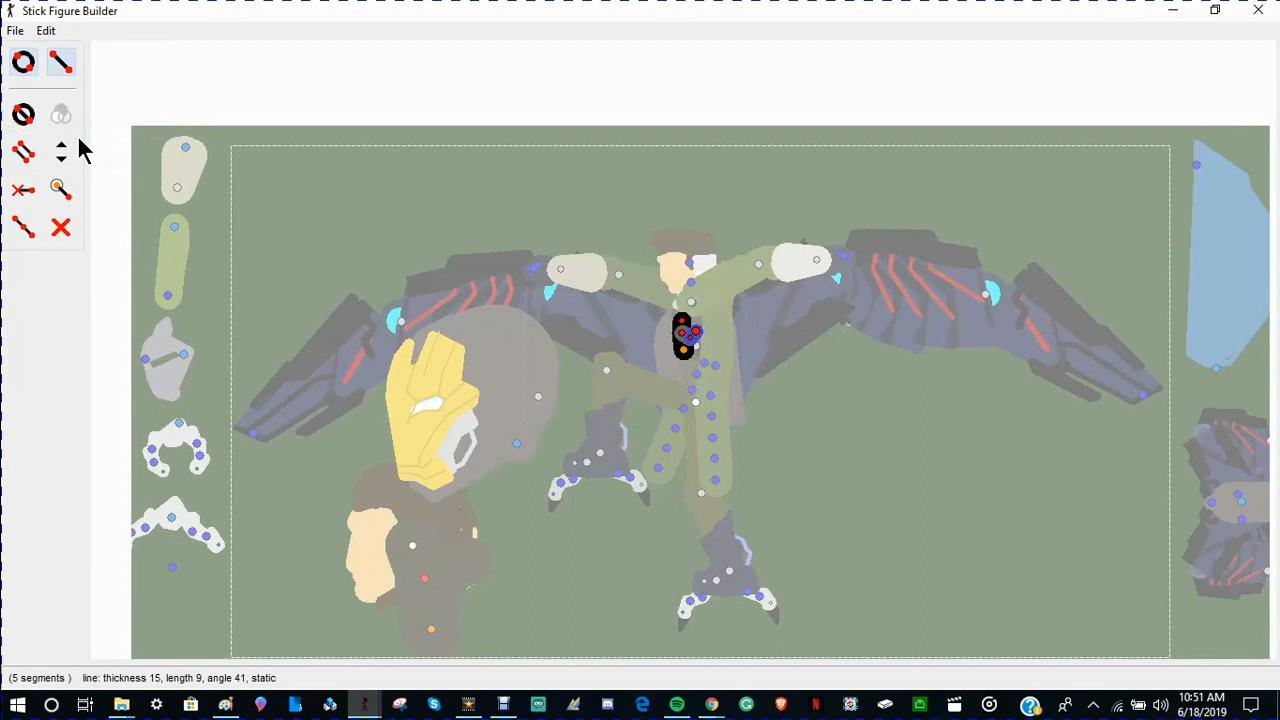 Stick Figure Builder
File Edit
(5 segments ) line: thickness 15, length 9, angle 41, static
10:51 AM
6/18/2019